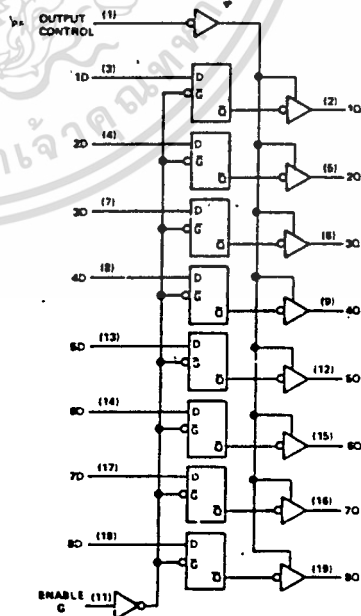 OUTPUT (1)
CONTROL
1D (3)
D
G
Q
(2) 1Q
2D (4)
D
G
Q
(5) 2Q
3D (7)
D
G
Q
(6) 3Q
4D (8)
D
G
Q
(9) 4Q
5D (13)
D
G
Q
(12) 5Q
6D (14)
D
G
Q
(15) 6Q
7D (17)
D
G
Q
(16) 7Q
8D (18)
D
G
Q
(19) 8Q
ENABLE (11)
G